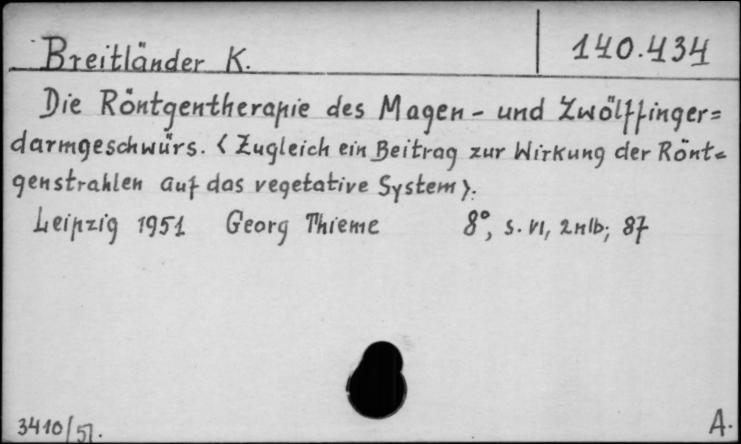 Breitländer K. 140.434
Die Röntgentherapie des Magen- und Zwölffinger=
darmgeschwürs. < Zugleich ein Beitrag zur Wirkung der Rönt=
genstrahlen auf das vegetative System >.
Leipzig 1951 Georg Thieme 8°, S. VI, 87
3410/51.
A.